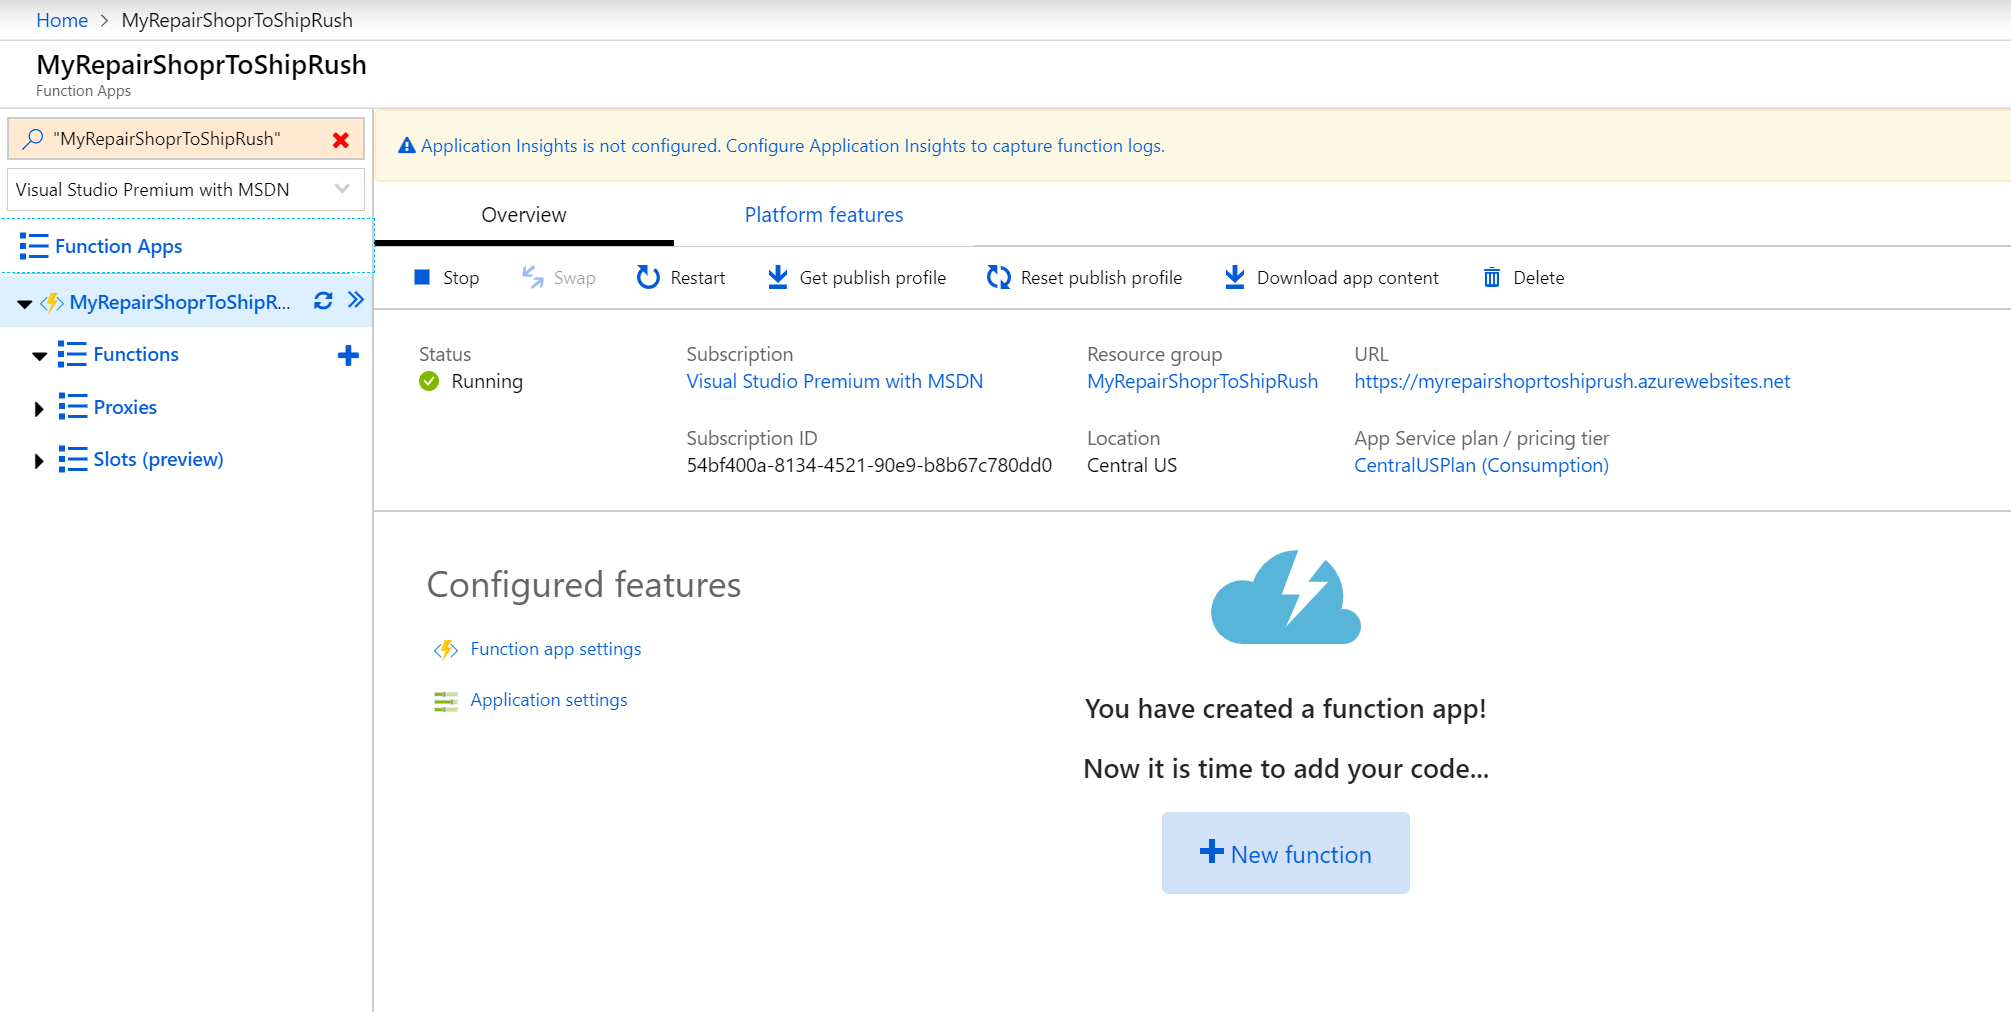 Home > MyRepairShoprToShipRush
MyRepairShoprToShipRush
Function Apps
"MyRepairShoprToShipRush"
Visual Studio Premium with MSDN
Function Apps
MyRepairShoprToShipR...
Functions
Proxies
Slots (preview)
Application Insights is not configured. Configure Application Insights to capture function logs.
Overview Platform features
Stop Swap Restart Get publish profile Reset publish profile Download app content Delete
Status Subscription Resource group URL
Running Visual Studio Premium with MSDN MyRepairShoprToShipRush https://myrepairshoprtoshiprush.azurewebsites.net
Subscription ID Location App Service plan / pricing tier
54bf400a-8134-4521-90e9-b8b67c780dd0 Central US CentralUSPlan (Consumption)
Configured features
Function app settings
Application settings
You have created a function app!
Now it is time to add your code...
New function